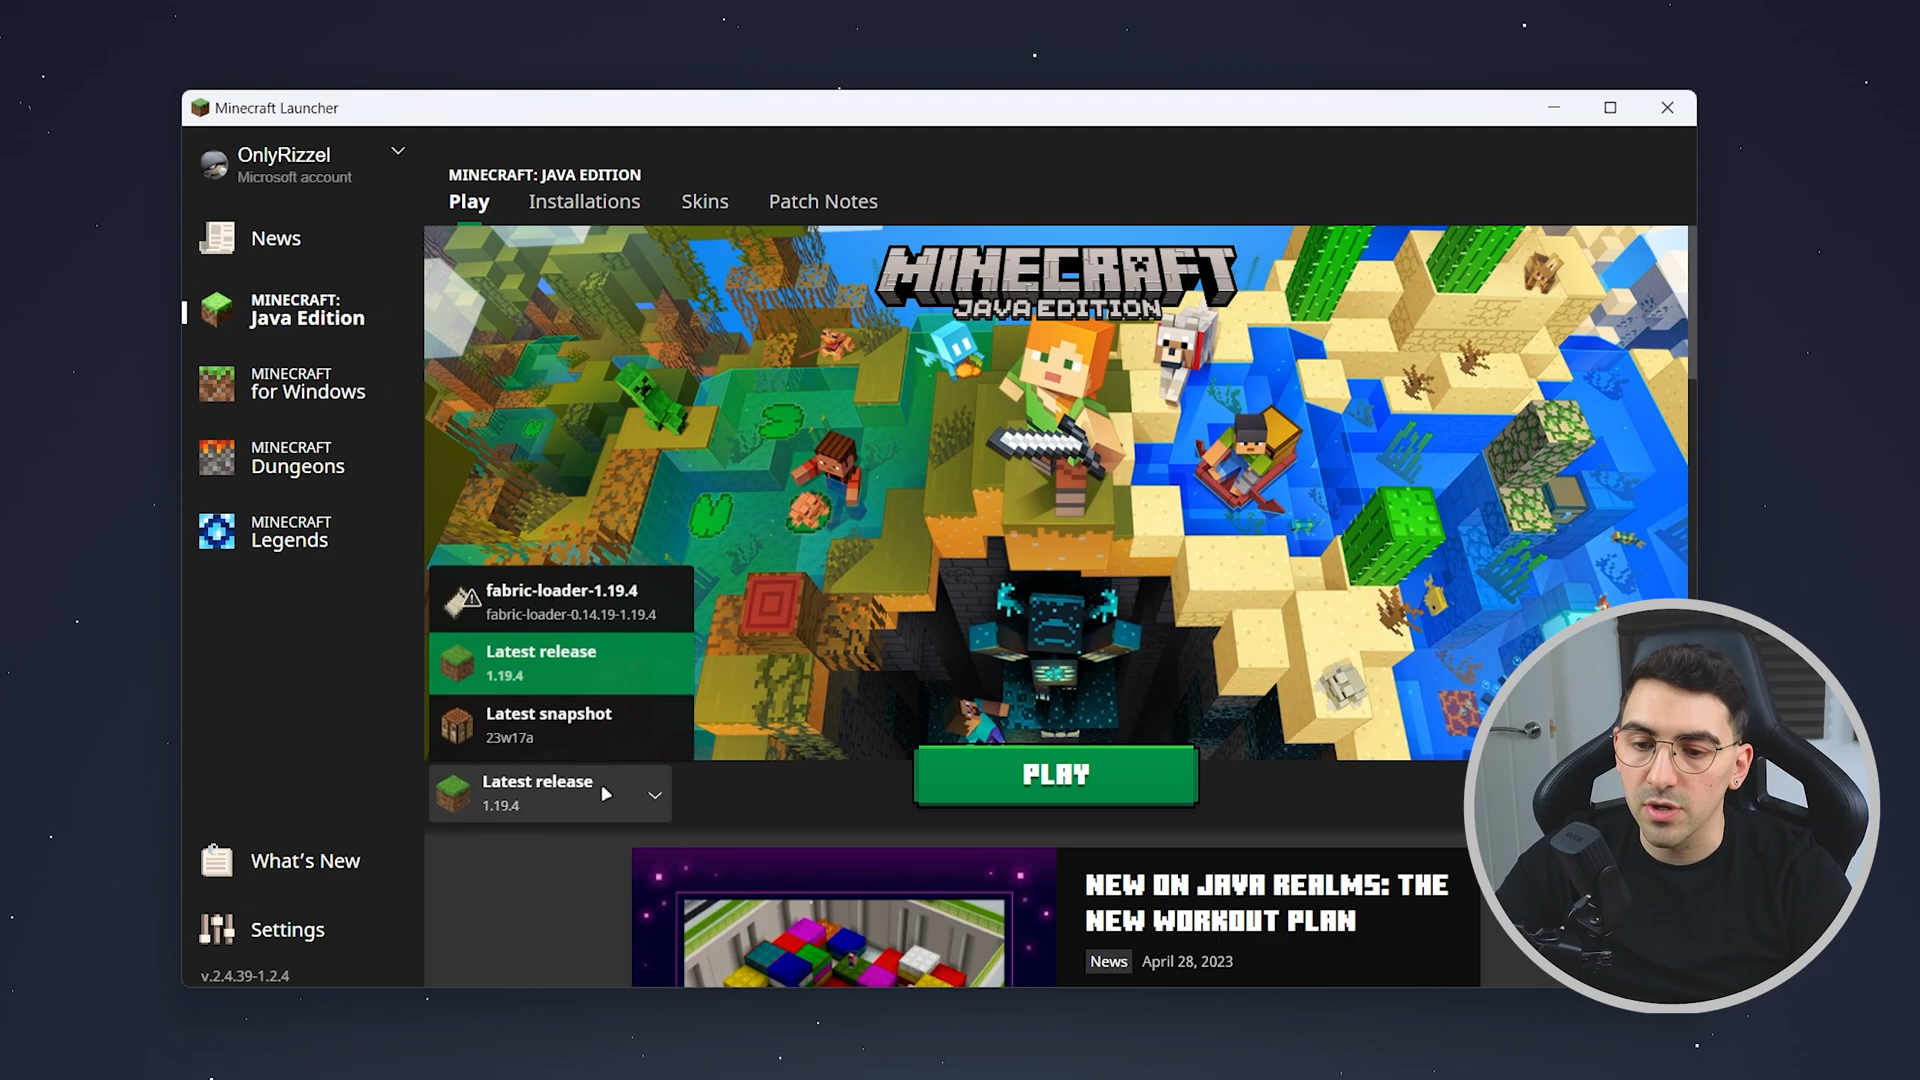 Minecraft Launcher
OnlyRizzel
Microsoft account
News
MINECRAFT:
Java Edition
MINECRAFT
for Windows
MINECRAFT
Dungeons
MINECRAFT
Legends
What's New
Settings
v.2.4.39-1.2.4
MINECRAFT: JAVA EDITION
Play Installations Skins Patch Notes
MINECRAFT
JAVA EDITION
fabric-loader-1.19.4
fabric-loader-0.14.19-1.19.4
Latest release
1.19.4
Latest snapshot
23w17a
Latest release
1.19.4
PLAY
NEW ON JAVA REALMS: THE
NEW WORKOUT PLAN
News April 28, 2023